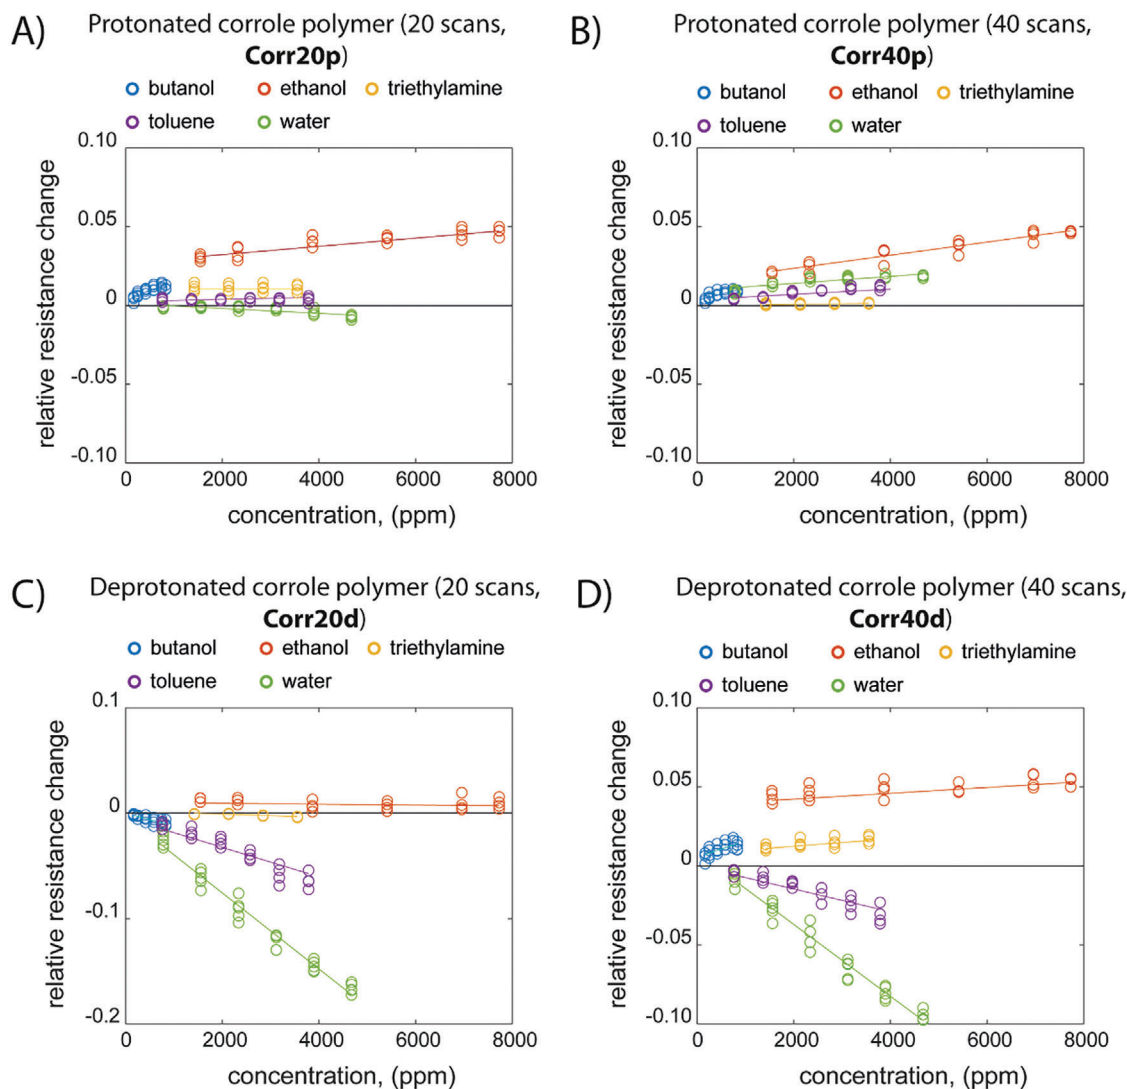 A) Protonated corrole polymer (20 scans,
Corr20p)
butanol ethanol triethylamine
toluene water
relative resistance change
0.10
0.05
0
-0.05
-0.10
0 2000 4000 6000 8000
concentration, (ppm)
B) Protonated corrole polymer (40 scans,
Corr40p)
butanol ethanol triethylamine
toluene water
relative resistance change
0.10
0.05
0
-0.05
-0.10
0 2000 4000 6000 8000
concentration, (ppm)
C) Deprotonated corrole polymer (20 scans,
Corr20d)
butanol ethanol triethylamine
toluene water
relative resistance change
0.1
0
-0.1
-0.2
0 2000 4000 6000 8000
concentration, (ppm)
D) Deprotonated corrole polymer (40 scans,
Corr40d)
butanol ethanol triethylamine
toluene water
relative resistance change
0.10
0.05
0
-0.05
-0.10
0 2000 4000 6000 8000
concentration, (ppm)